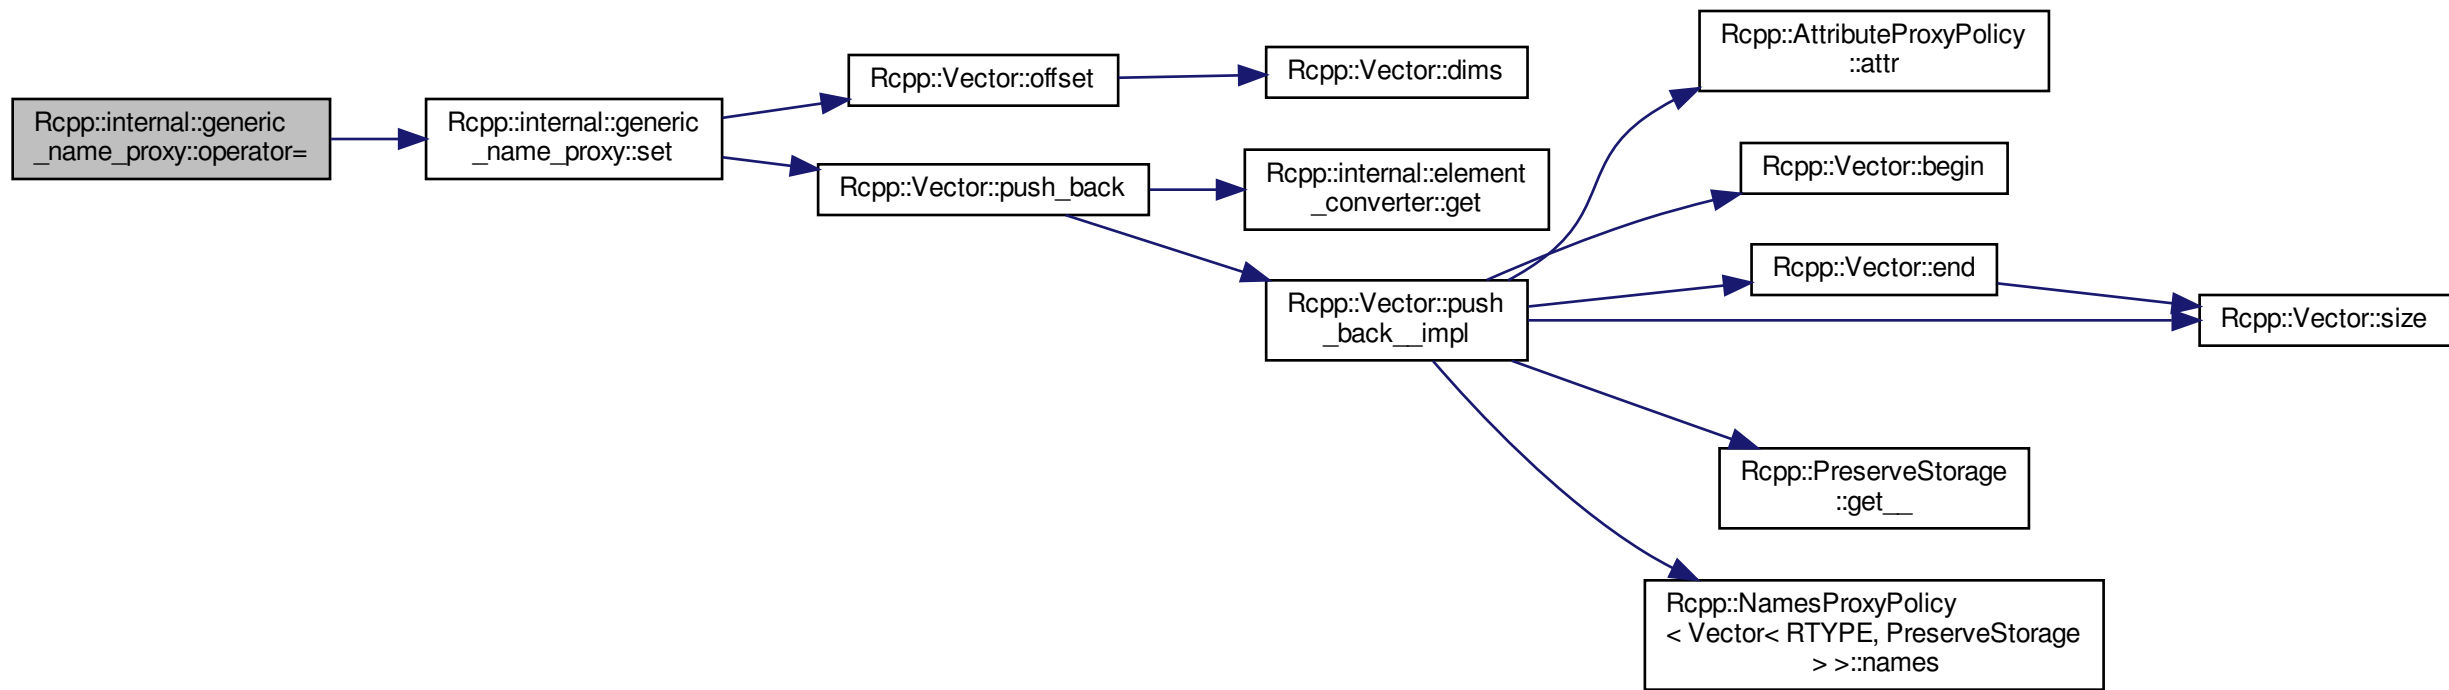 Rcpp::internal::generic
_name_proxy::operator=
Rcpp::internal::generic
_name_proxy::set
Rcpp::Vector::offset
Rcpp::Vector::push_back
Rcpp::Vector::dims
Rcpp::internal::element
_converter::get
Rcpp::Vector::push
_back__impl
Rcpp::AttributeProxyPolicy
::attr
Rcpp::Vector::begin
Rcpp::Vector::end
Rcpp::Vector::size
Rcpp::PreserveStorage
::get__
Rcpp::NamesProxyPolicy
< Vector< RTYPE, PreserveStorage
> >::names